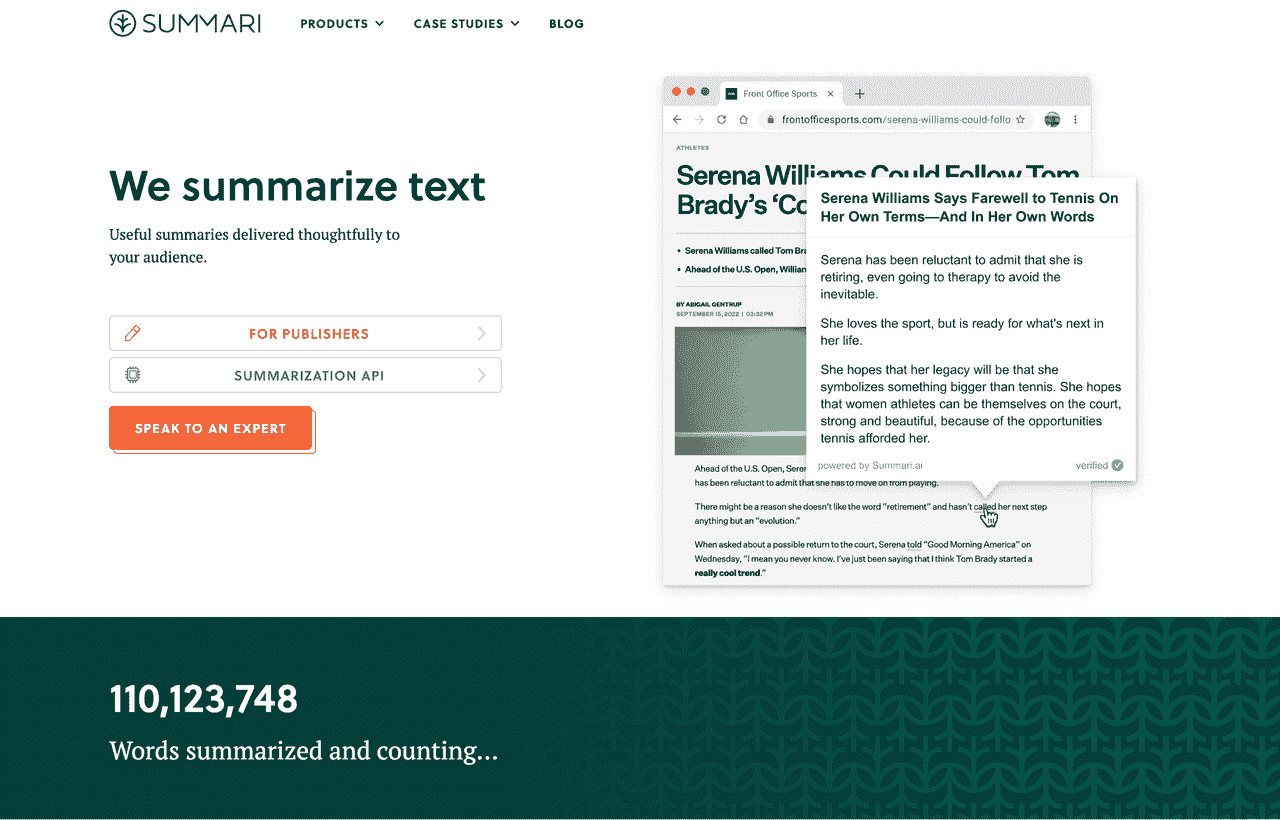 SUMMARI
PRODUCTS
CASE STUDIES
BLOG
We summarize text
Useful summaries delivered thoughtfully to
your audience.
FOR PUBLISHERS
SUMMARIZATION API
SPEAK TO AN EXPERT
Front Office Sports
frontofficesports.com/serena-williams-could-follo
ATHLETES
Serena Williams Could Follow Tom
Brady's ‘Co
• Serena Williams called Tom Bra
• Ahead of the U.S. Open, William
BY ABIGAIL GENTRUP
SEPTEMBER 15, 2022 | 03:32 PM
Serena Williams Says Farewell to Tennis On
Her Own Terms—And In Her Own Words
Serena has been reluctant to admit that she is
retiring, even going to therapy to avoid the
inevitable.
She loves the sport, but is ready for what's next in
her life.
She hopes that her legacy will be that she
symbolizes something bigger than tennis. She hopes
that women athletes can be themselves on the court,
strong and beautiful, because of the opportunities
tennis afforded her.
powered by Summari.ai
verified
Ahead of the U.S. Open, Seren
has been reluctant to admit that she has to move on from playing.
There might be a reason she doesn't like the word “retirement” and hasn't called her next step
anything but an “evolution.”
When asked about a possible return to the court, Serena told “Good Morning America” on
Wednesday, “I mean you never know. I've just been saying that I think Tom Brady started a
really cool trend.”
110,123,748
Words summarized and counting...